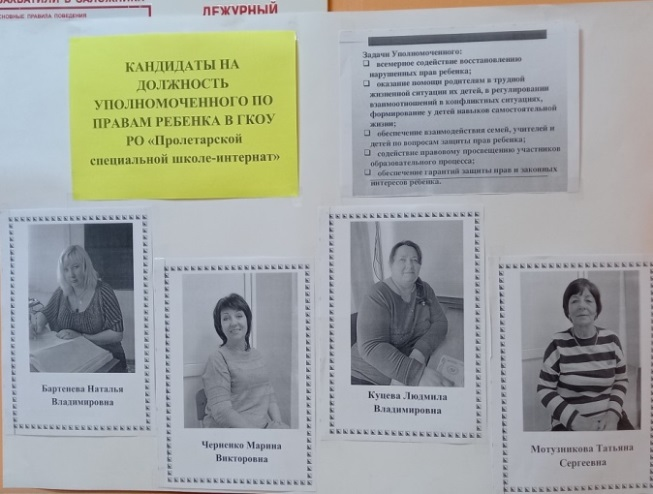 ЗАХВАТИЛИ В ЗАЛОЖНИКИ
ОСНОВНЫЕ ПРАВИЛА ПОВЕДЕНИЯ
ДЕЖУРНЫЙ
КАНДИДАТЫ НА
ДОЛЖНОСТЬ
УПОЛНОМОЧЕННОГО ПО
ПРАВАМ РЕБЕНКА В ГКОУ
РО «Пролетарской
специальной школе-интернат»
Задачи Уполномоченного:
❑ всемерное содействие восстановлению
нарушенных прав ребенка;
❑ оказание помощи родителям в трудной
жизненной ситуации их детей, в регулировании
взаимоотношений в конфликтных ситуациях,
формирование у детей навыков самостоятельной
жизни;
❑ обеспечение взаимодействия семей, учителей и
детей по вопросам защиты прав ребенка;
❑ содействие правовому просвещению участников
образовательного процесса;
❑ обеспечение гарантий защиты прав и законных
интересов ребенка.
Бартенева Наталья
Владимировна
Черненко Марина
Викторовна
Куцева Людмила
Владимировна
Мотузникова Татьяна
Сергеевна